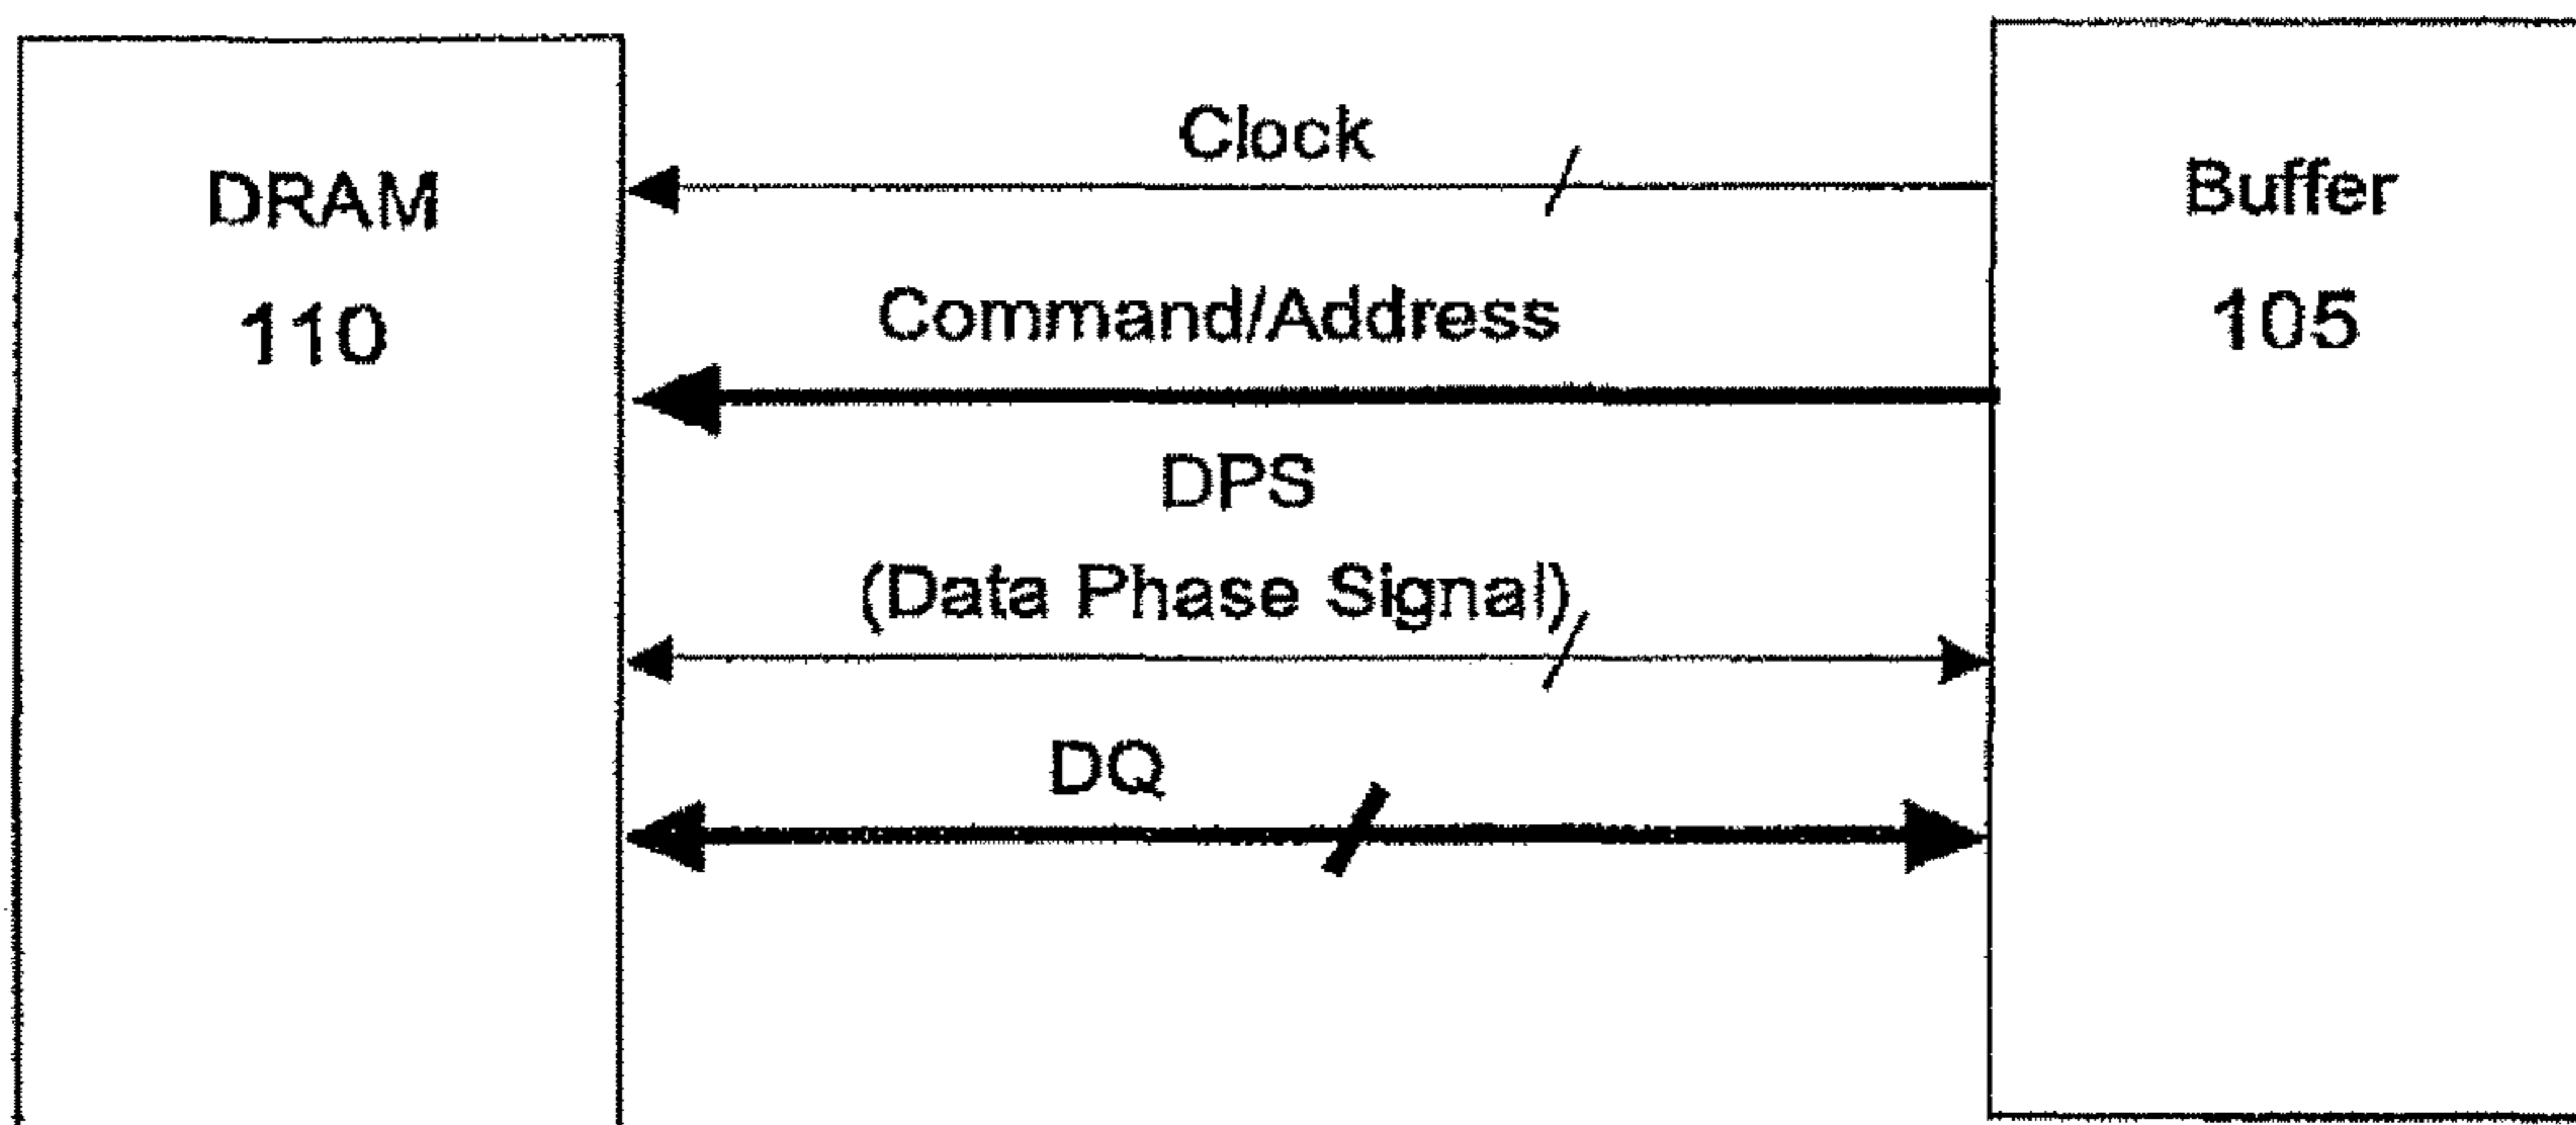 DRAM
110
Clock
Command/Address
DPS
(Data Phase Signal)
DQ
Buffer
105